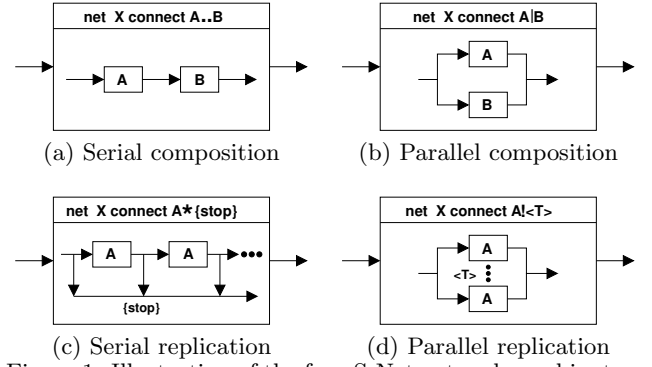 net X connect A..B
A
B
(a) Serial composition
net X connect A|B
A
B
(b) Parallel composition
net X connect A*{stop}
A
A
{stop}
(c) Serial replication
net X connect A!<T>
A
<T>
A
(d) Parallel replication